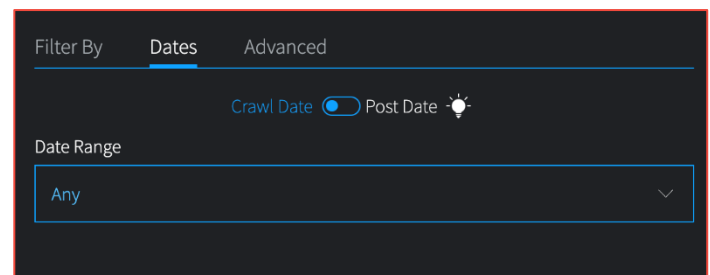 Filter By Dates Advanced
Crawl Date Post Date
Date Range
Any